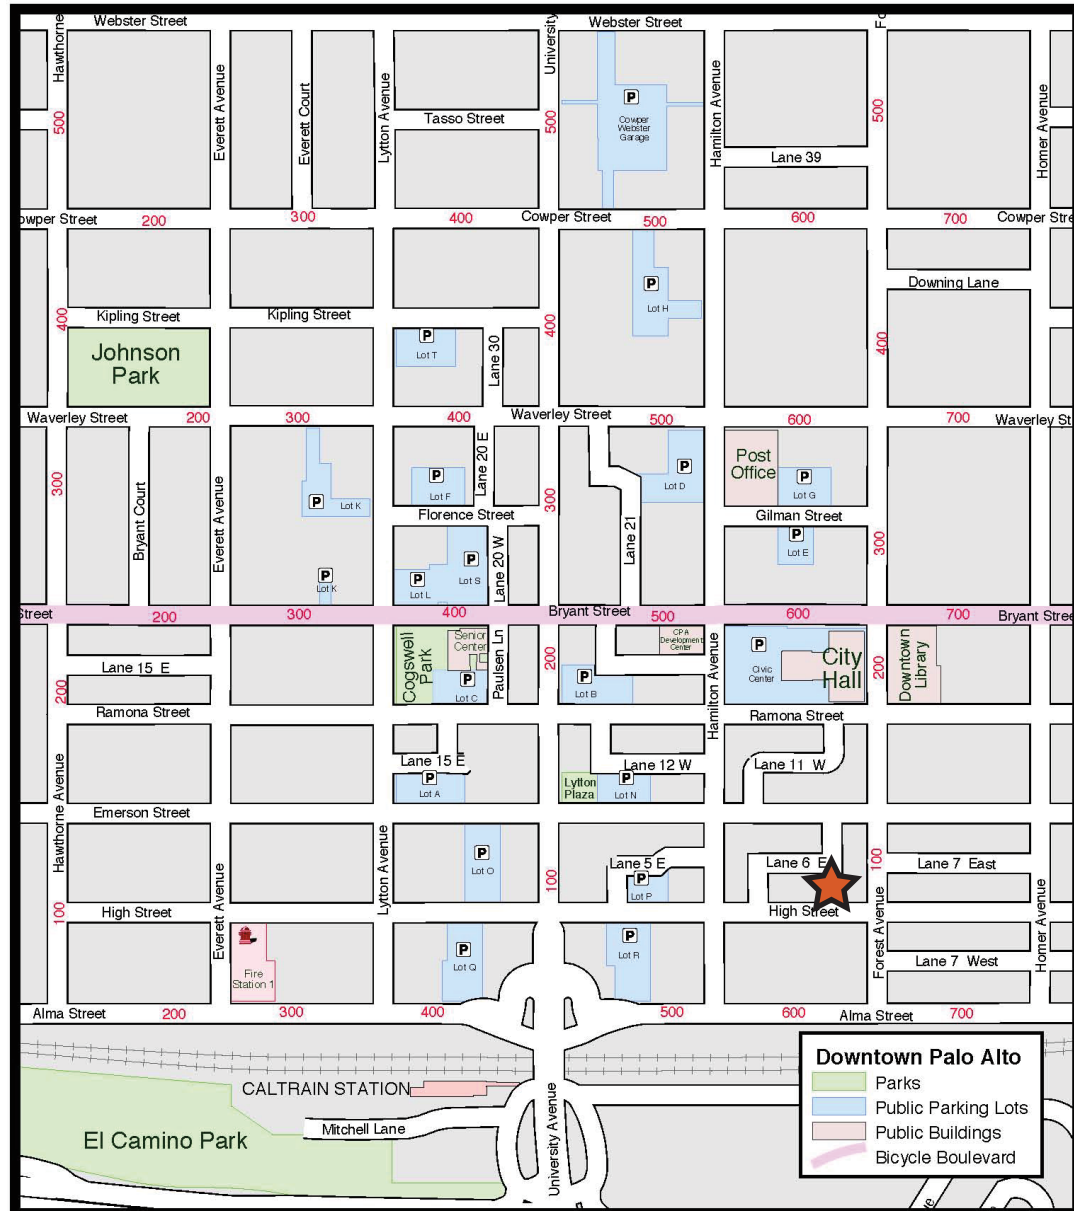 Webster Street
Webster Street
Hawthorne
University
Fo
500
Everett Avenue
Everett Court
Lytton Avenue
Tasso Street
500
P
Cowper
Webster
Garage
Hamilton Avenue
Lane 39
500
Homer Avenue
owper Street
200
300
400
Cowper Street
500
600
700
Cowper Stre
400
Kipling Street
Kipling Street
P
Lot T
Lane 30
400
P
Lot H
Downing Lane
400
Johnson
Park
Waverley Street
200
300
400
Waverley Street
500
600
700
Waverley St
300
Bryant Court
Everett Avenue
P
Lot K
P
Lot K
P
Lot F
Lane 20 E
Florence Street
P
Lot S
P
Lot L
Lane 20 W
300
Lane 21
P
Lot D
Post
Office
P
Lot G
Gilman Street
P
Lot E
300
Street
200
300
400
Bryant Street
500
600
700
Bryant Stree
Lane 15 E
200
Ramona Street
Cogswell
Park
Senior
Center
P
Lot C
Paulsen Ln
200
P
Lot B
CPA
Development
Center
Hamilton Avenue
P
Civic
Center
City
Hall
200
Downtown
Library
Ramona Street
Lane 15 E
P
Lot A
Lytton
Plaza
Lane 12 W
P
Lot N
Lane 11 W
Hawthorne Avenue
Emerson Street
Lytton Avenue
P
Lot O
100
Lane 5 E
P
Lot P
Lane 6 E
100
Lane 7 East
100
High Street
High Street
Everett Avenue
Fire
Station 1
P
Lot Q
P
Lot R
Forest Avenue
Lane 7 West
Homer Avenue
Alma Street
200
300
400
500
600
Alma Street
700
CALTRAIN STATION
Mitchell Lane
El Camino Park
University Avenue
Downtown Palo Alto
Parks
Public Parking Lots
Public Buildings
Bicycle Boulevard